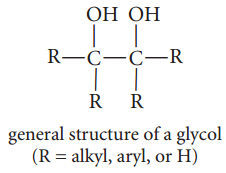 OH OH
R—C—C—R
R R
general structure of a glycol
(R = alkyl, aryl, or H)